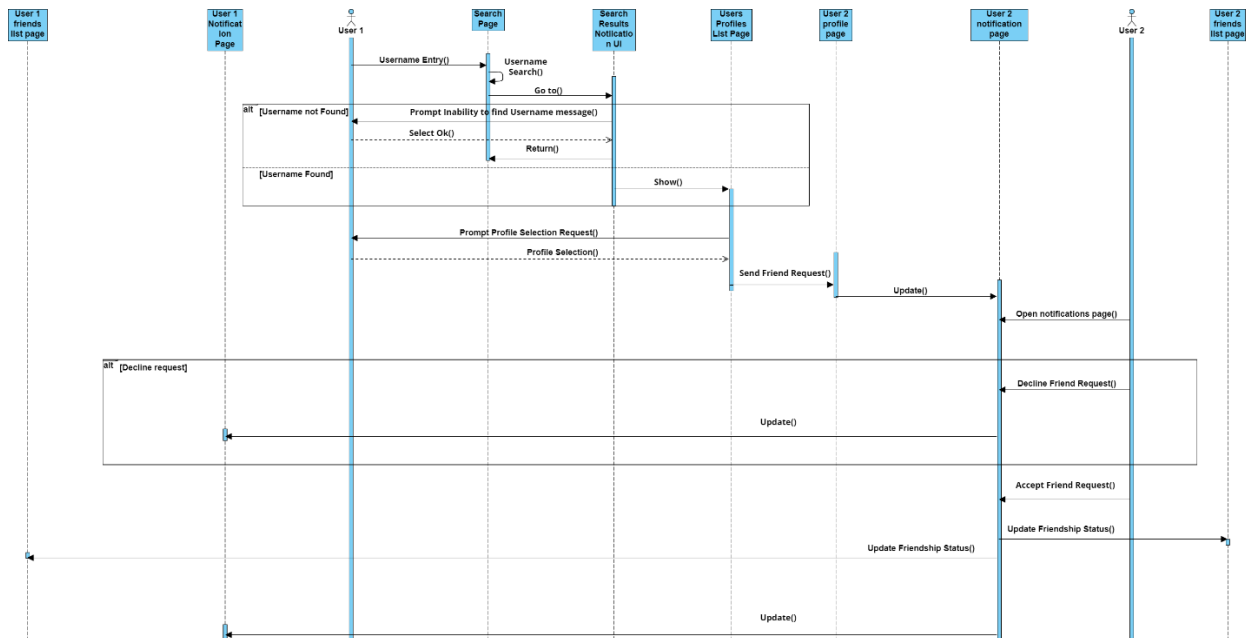 User 1
friends
list page
User 1
Notificat
ion
Page
User 1
Search
Page
Search
Results
Notiicatio
n UI
Users
Profiles
List Page
User 2
profile
page
User 2
notification
page
User 2
User 2
friends
list page
Username Entry()
Username
Search()
Go to()
alt
[Username not Found]
Prompt Inability to find Username message()
Select Ok()
Return()
[Username Found]
Show()
Prompt Profile Selection Request()
Profile Selection()
Send Friend Request()
Update()
Open notifications page()
alt
[Decline request]
Decline Friend Request()
Update()
Accept Friend Request()
Update Friendship Status()
Update Friendship Status()
Update()